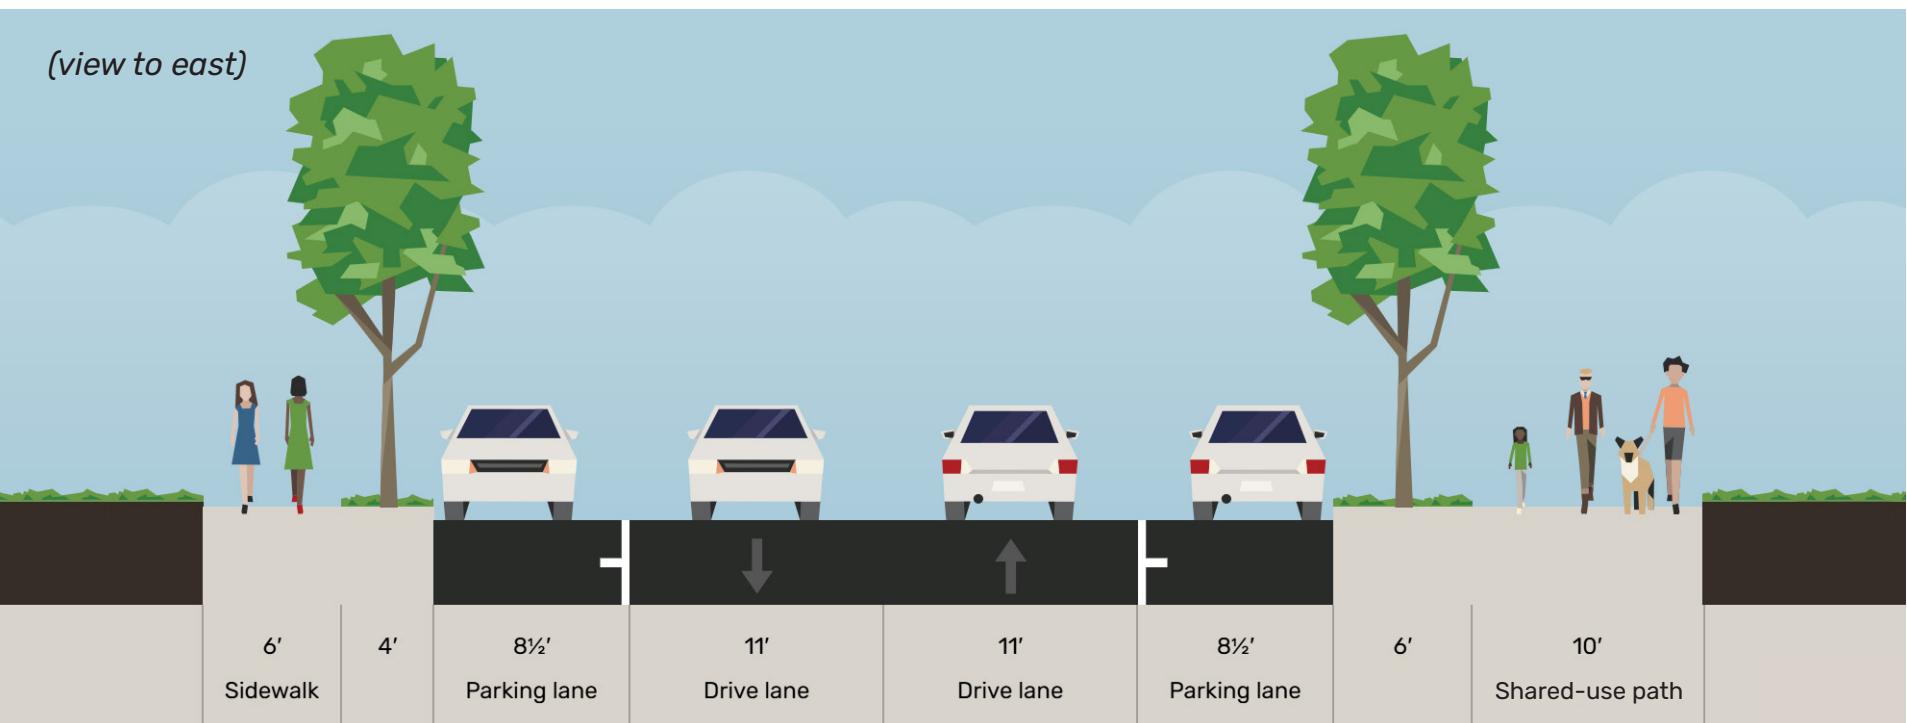 (view to east)
6′ 4′ 8½′ 11′ 11′ 8½′ 6′ 10′
Sidewalk Parking lane Drive lane Drive lane Parking lane Shared-use path